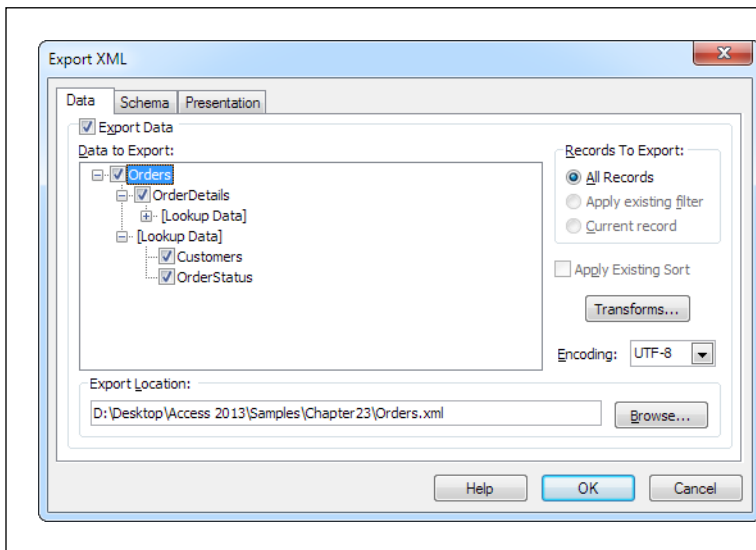 Export XML
Data Schema Presentation
Export Data
Data to Export:
Orders
OrderDetails
[Lookup Data]
[Lookup Data]
Customers
OrderStatus
Records To Export:
All Records
Apply existing filter
Current record
Apply Existing Sort
Transforms...
Encoding: UTF-8
Export Location:
D:\Desktop\Access 2013\Samples\Chapter23\Orders.xml
Browse...
Help OK Cancel